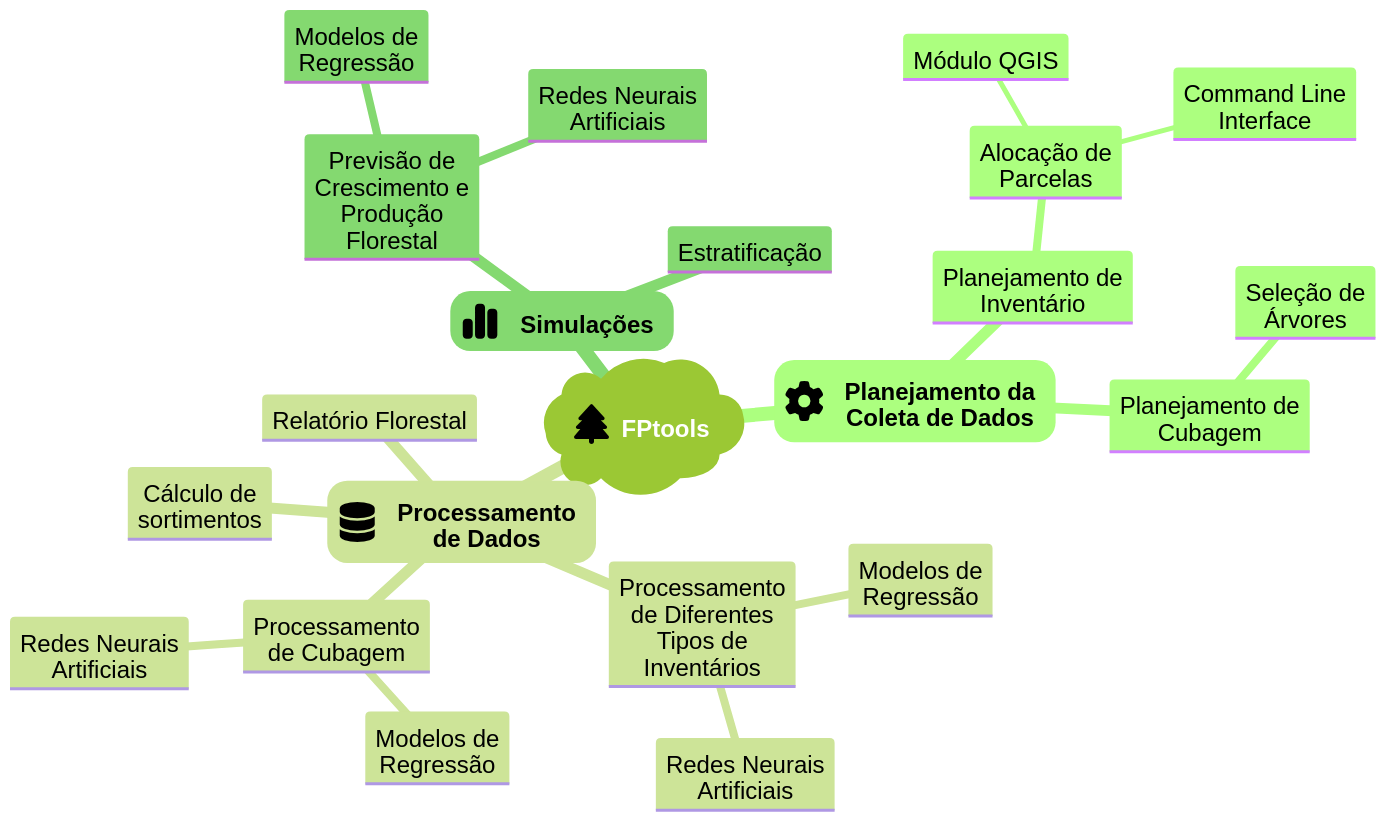 Modelos de
Regressão
Redes Neurais
Artificiais
Previsão de
Crescimento e
Produção
Florestal
Estratificação
Simulações
Módulo QGIS
Command Line
Interface
Alocação de
Parcelas
Planejamento de
Inventário
Seleção de
Árvores
Planejamento da
Coleta de Dados
Planejamento de
Cubagem
FPtools
Relatório Florestal
Cálculo de
sortimentos
Processamento
de Dados
Processamento
de Cubagem
Redes Neurais
Artificiais
Modelos de
Regressão
Processamento
de Diferentes
Tipos de
Inventários
Modelos de
Regressão
Redes Neurais
Artificiais